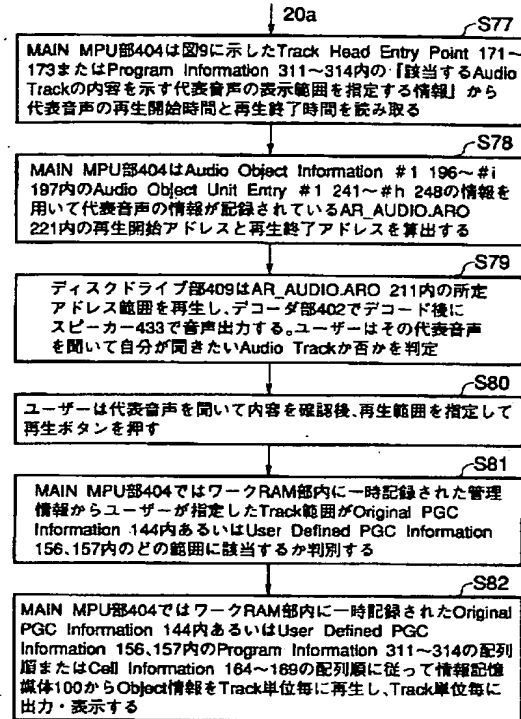 20a
S77
MAIN MPU部404は図9に示したTrack Head Entry Point 171~
173またはProgram Information 311~314内の「該当するAudio
Trackの内容を示す代表音声の表示範囲を指定する情報」から
代表音声の再生開始時間と再生終了時間を読み取る
S78
MAIN MPU部404はAudio Object Information #1 196~#i
197内のAudio Object Unit Entry #1 241~#h 248の情報を
用いて代表音声の情報が記録されているAR_AUDIO.ARO
221内の再生開始アドレスと再生終了アドレスを算出する
S79
ディスクドライブ部409はAR_AUDIO.ARO 211内の所定
アドレス範囲を再生し、デコーダ部402でデコード後に
スピーカー433で音声出力する。ユーザーはその代表音声
を聞いて自分が聞きたいAudio Trackか否かを判定
S80
ユーザーは代表音声を聞いて内容を確認後、再生範囲を指定して
再生ボタンを押す
S81
MAIN MPU部404ではワークRAM部内に一時記録された管理
情報からユーザーが指定したTrack範囲がOriginal PGC
Information 144内あるいはUser Defined PGC Information
156、157内のどの範囲に該当するか判別する
S82
MAIN MPU部404ではワークRAM部内に一時記録されたOriginal
PGC Information 144内あるいはUser Defined PGC
Information 156、157内のProgram Information 311~314の配列
順またはCell Information 164~169の配列順に従って情報記憶
媒体100からObject情報をTrack単位毎に再生し、Track単位毎に
出力・表示する